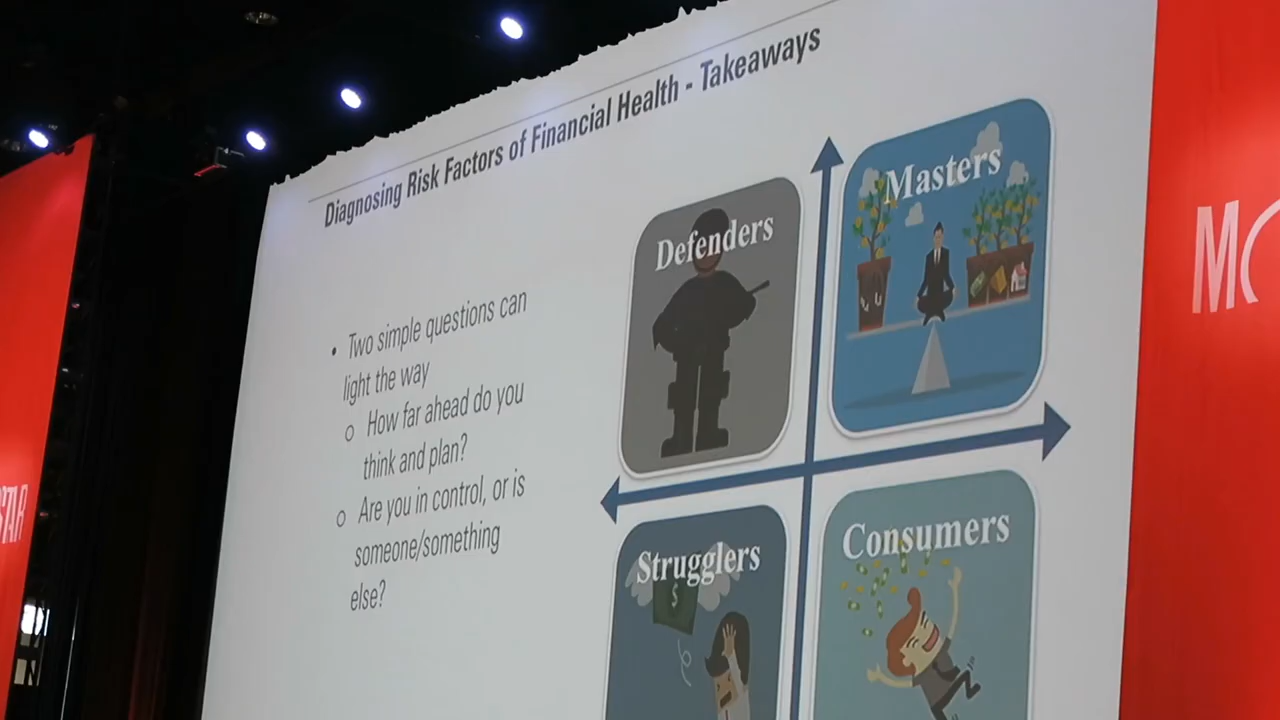 Diagnosing Risk Factors of Financial Health - Takeaways
• Two simple questions can
light the way
o How far ahead do you
think and plan?
o Are you in control, or is
someone/something
else?
Defenders
Masters
Strugglers
$
Consumers
STAR
MO